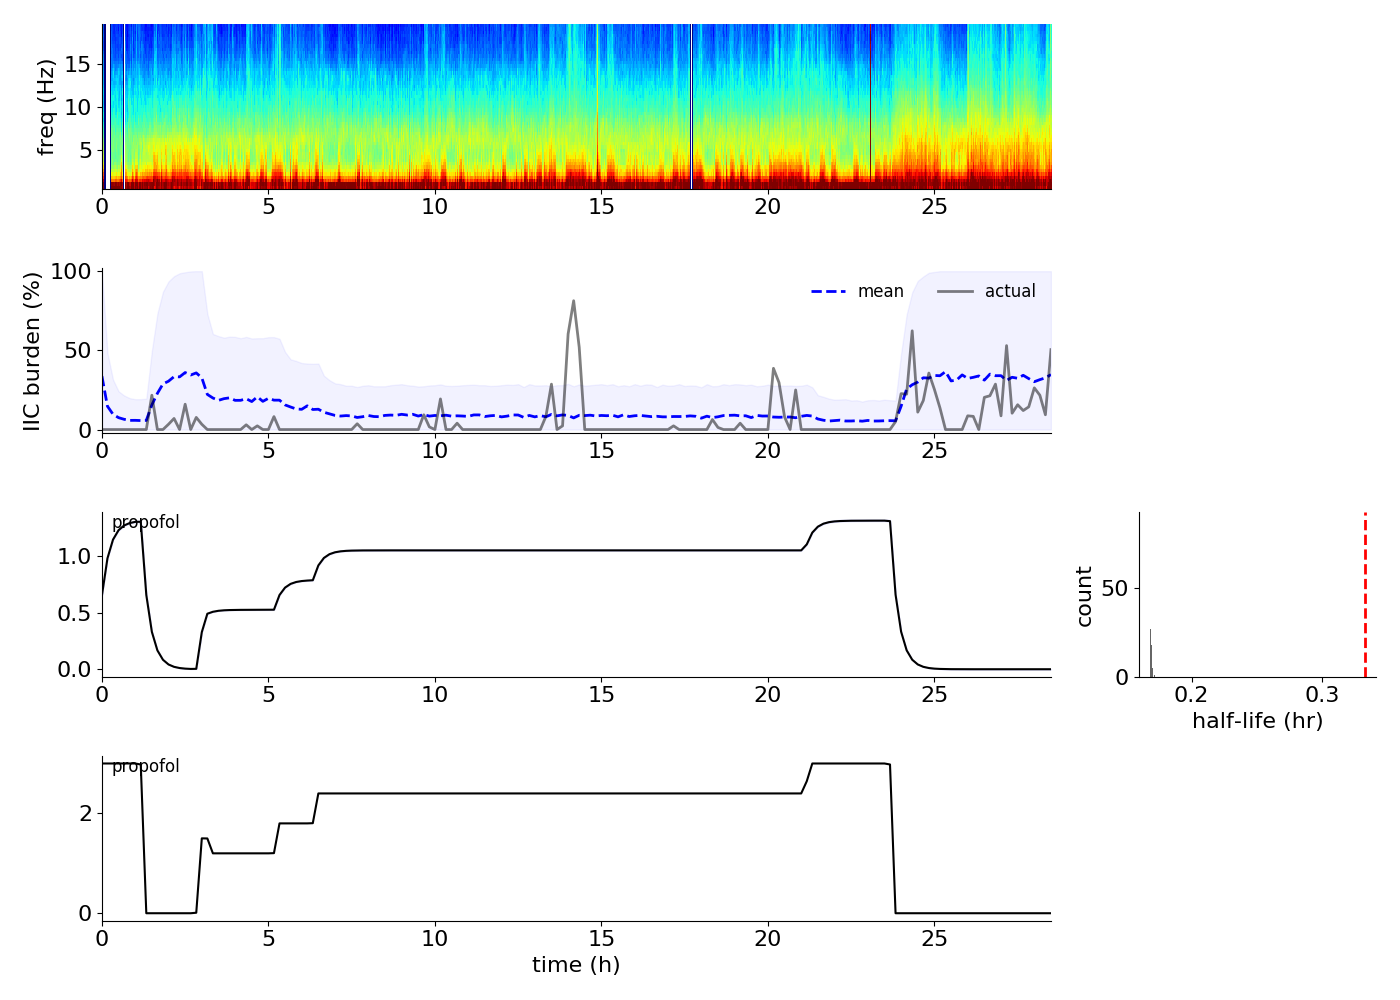 freq (Hz)
15
10
5
0 5 10 15 20 25
IIC burden (%)
100
50
0
mean actual
0 5 10 15 20 25
propofol
1.0
0.5
0.0
0 5 10 15 20 25
count
50
0
0.2 0.3
half-life (hr)
propofol
2
0
0 5 10 15 20 25
time (h)